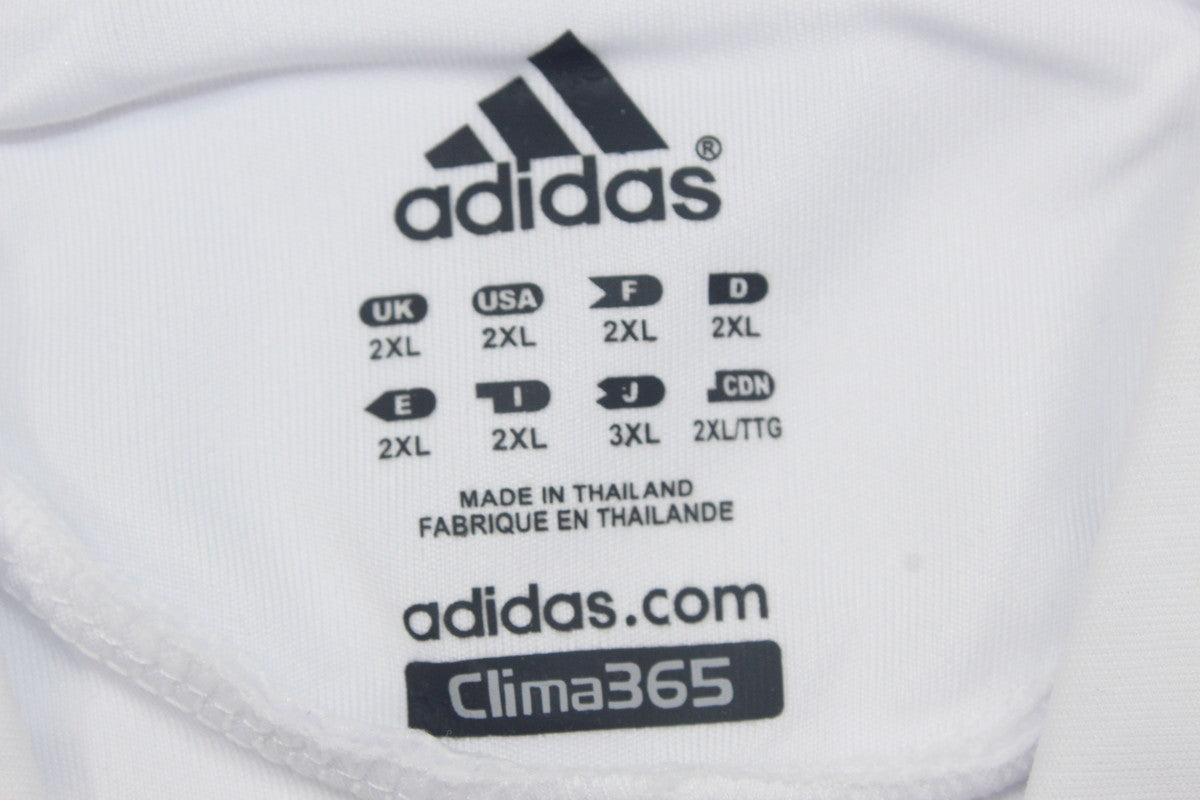 adidas®
UK USA F D
2XL 2XL 2XL 2XL
E I J CDN
2XL 2XL 3XL 2XL/TTG
MADE IN THAILAND
FABRIQUE EN THAILANDE
adidas.com
Clima365